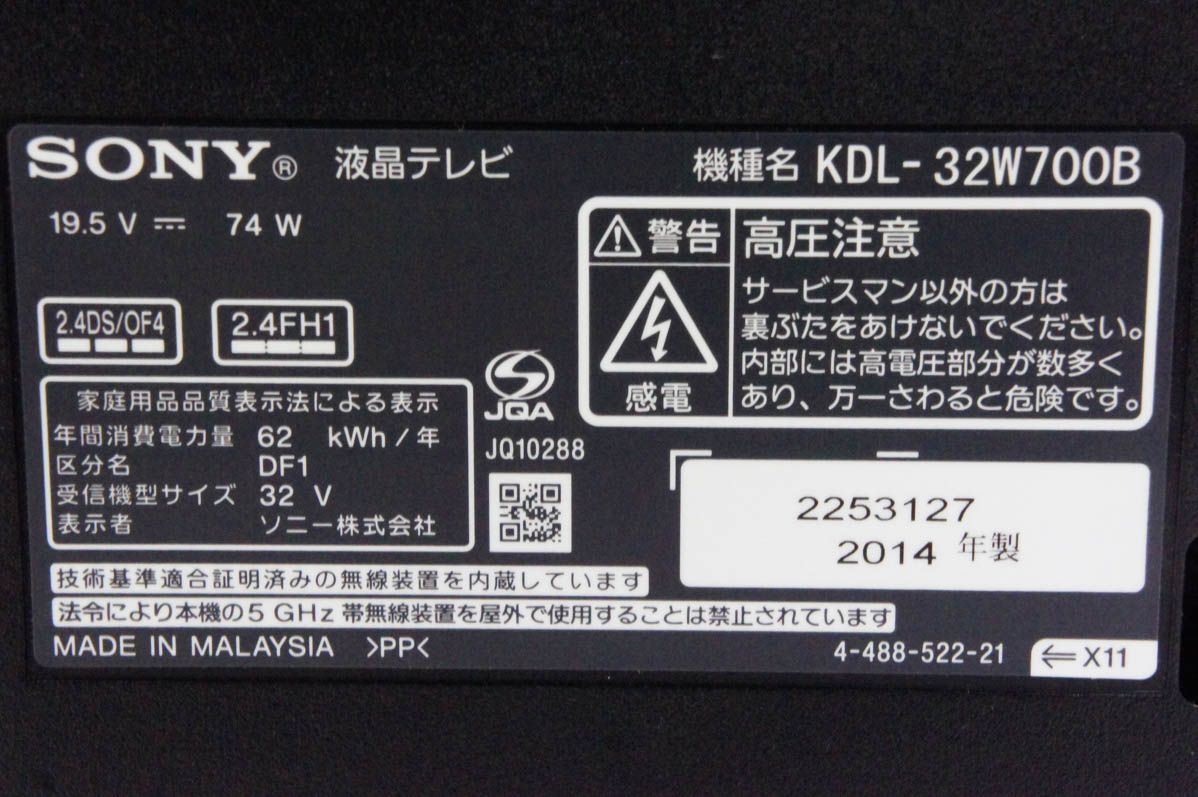 SONY® 液晶テレビ
機種名 KDL-32W700B
19.5 V ⎓ 74 W
2.4DS/OF4
2.4FH1
家庭用品品質表示法による表示
年間消費電力量 62 kWh/年
区分名 DF1
受信機型サイズ 32 V
表示者 ソニー株式会社
JQA
JQ10288
警告
感電
高圧注意
サービスマン以外の方は
裏ぶたをあけないでください。
内部には高電圧部分が数多く
あり、万一さわると危険です。
2253127
2014 年製
技術基準適合証明済みの無線装置を内蔵しています
法令により本機の5 GHz 帯無線装置を屋外で使用することは禁止されています
MADE IN MALAYSIA >PP<
4-488-522-21
⇐ X11